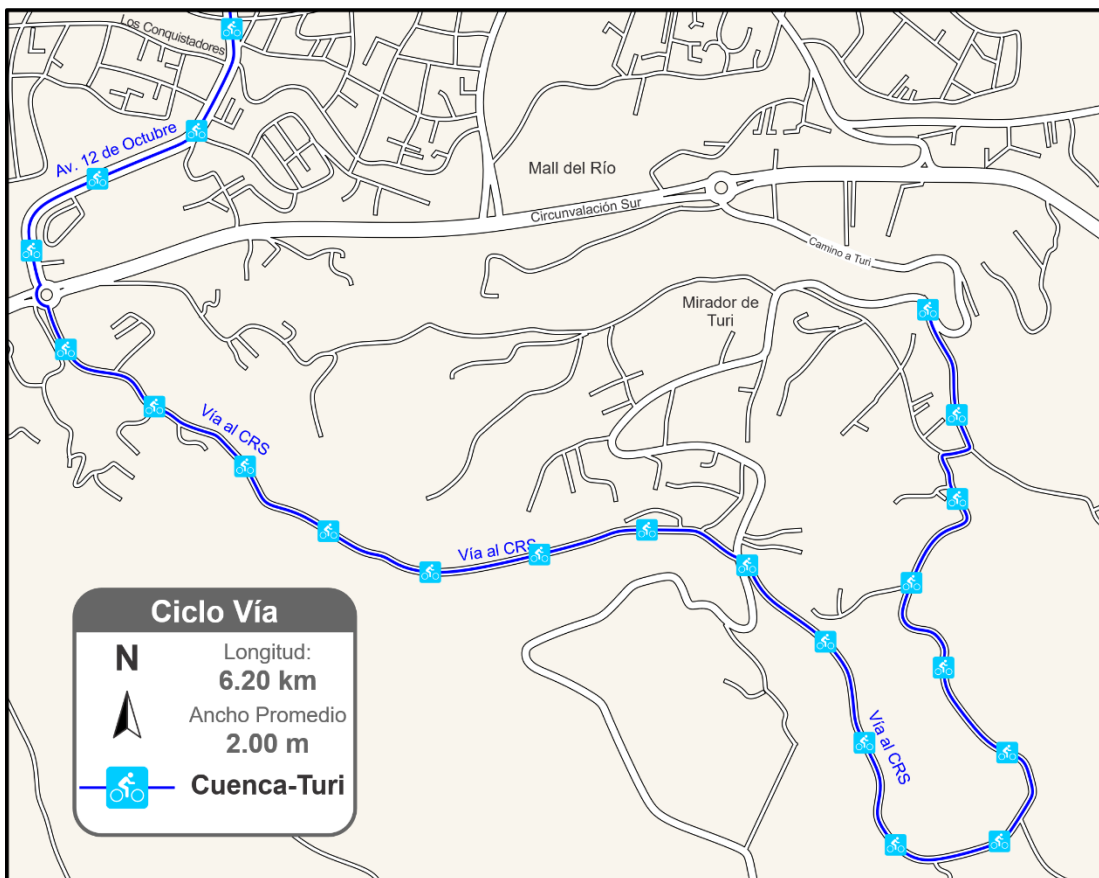 Los Conquistadores
Av. 12 de Octubre
Mall del Río
Circunvalación Sur
Camino a Turi
Mirador de
Turi
Vía al CRS
Vía al CRS
Vía al CRS
Ciclo Vía
N
Longitud:
6.20 km
Ancho Promedio
2.00 m
Cuenca-Turi